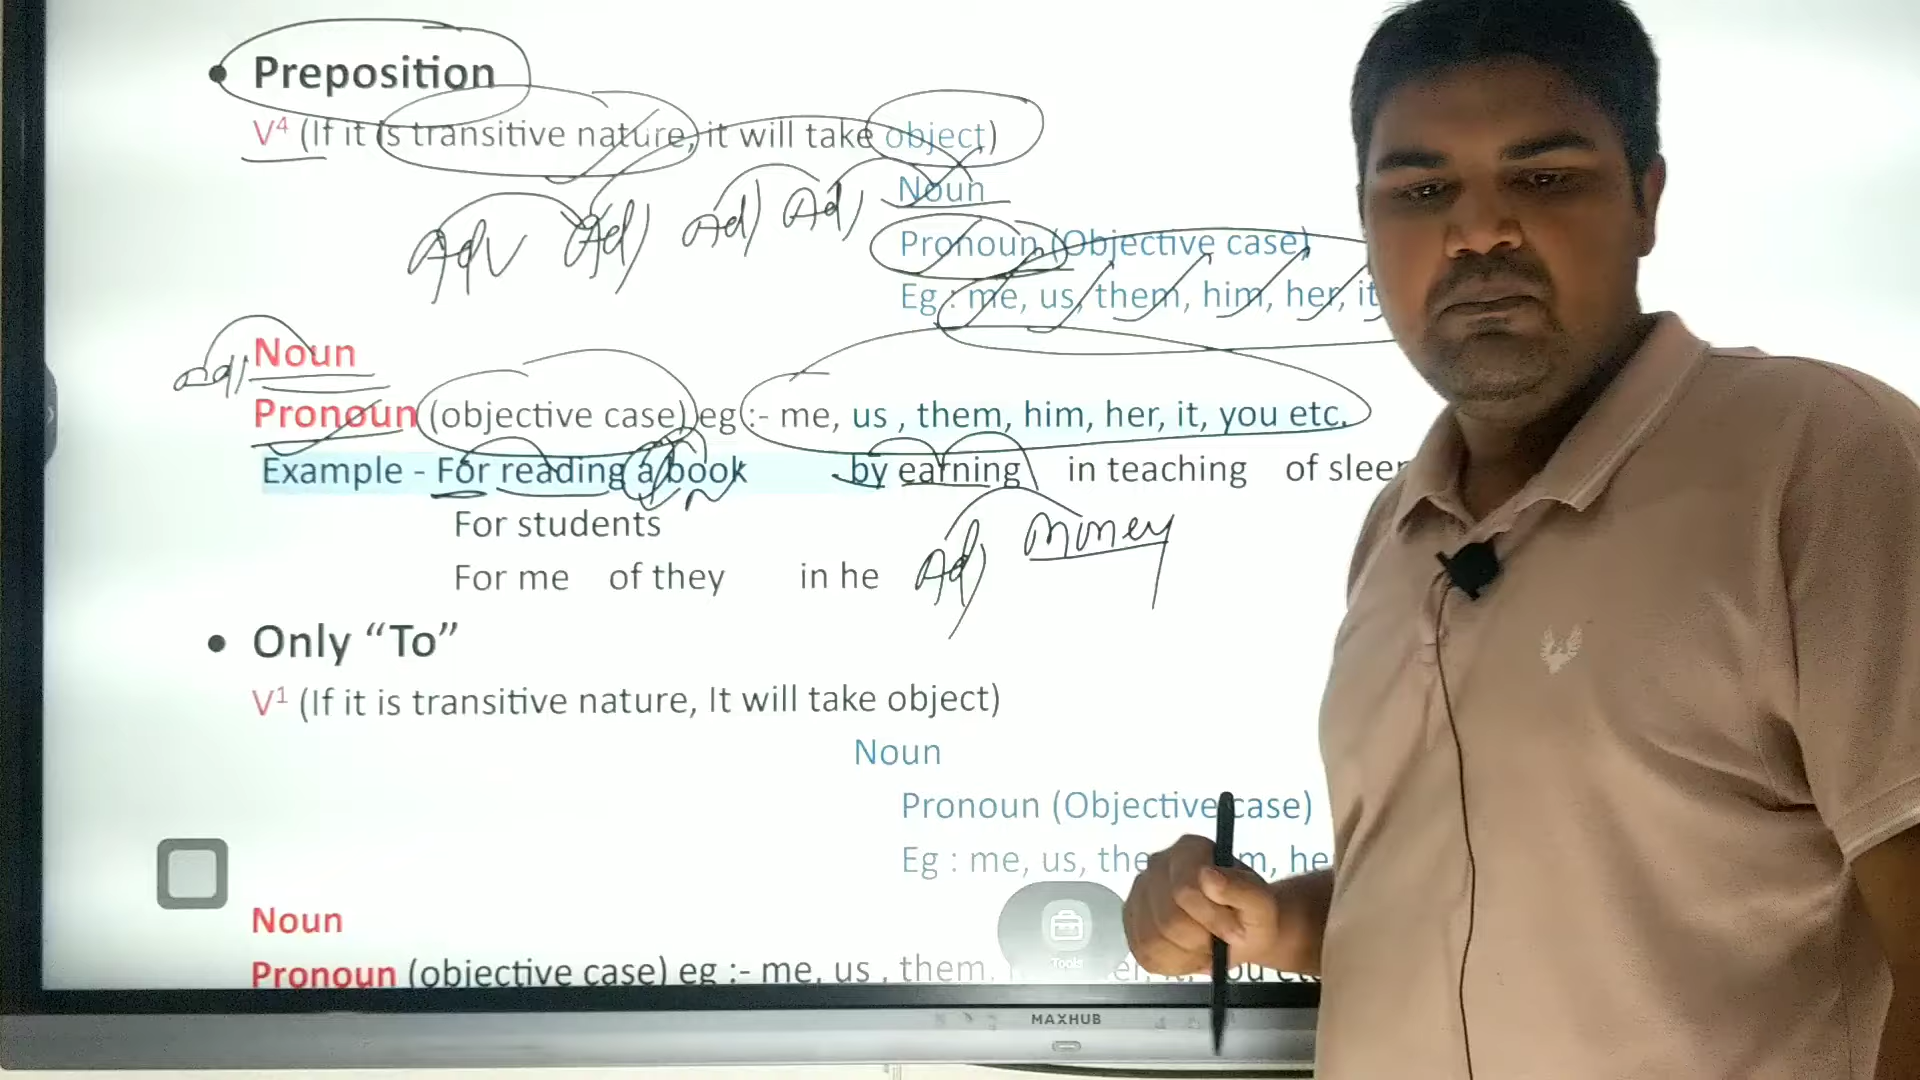 • Preposition
V⁴ (If it is transitive nature, it will take object)
Noun
Adv Adj Adj Adj
Pronoun (Objective case)
Eg : me, us, them, him, her, it
Adj Noun
Pronoun (objective case) eg :- me, us , them, him, her, it, you etc.
Example - For reading a book by earning in teaching of sleep
For students
Adj money
For me of they in he
• Only “To”
V¹ (If it is transitive nature, It will take object)
Noun
Pronoun (Objective case)
Eg : me, us,
Noun
Tools
Pronoun (objective case) eg :- me, us , them.
MAXHUB